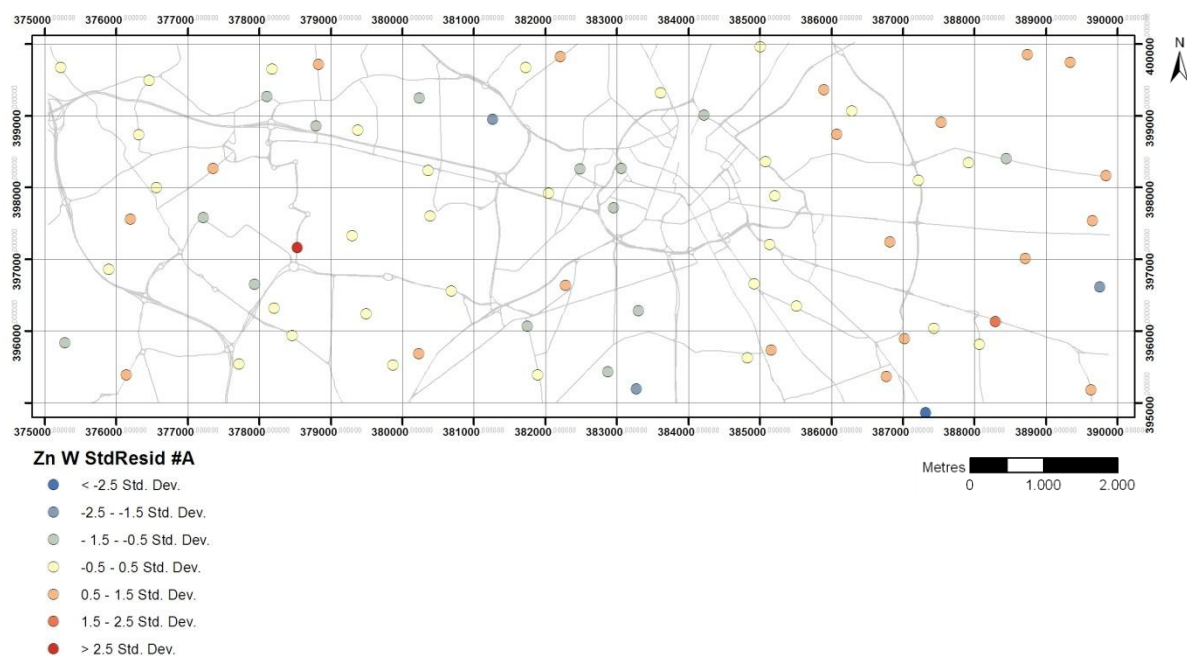 375000 376000 377000 378000 379000 380000 381000 382000 383000 384000 385000 386000 387000 388000 389000 390000
N
400000
399000
398000
397000
396000
395000
400000
399000
398000
397000
396000
395000
375000 376000 377000 378000 379000 380000 381000 382000 383000 384000 385000 386000 387000 388000 389000 390000
Zn W StdResid #A
< -2.5 Std. Dev.
-2.5 - -1.5 Std. Dev.
- 1.5 - -0.5 Std. Dev.
-0.5 - 0.5 Std. Dev.
0.5 - 1.5 Std. Dev.
1.5 - 2.5 Std. Dev.
> 2.5 Std. Dev.
Metres
0 1.000 2.000